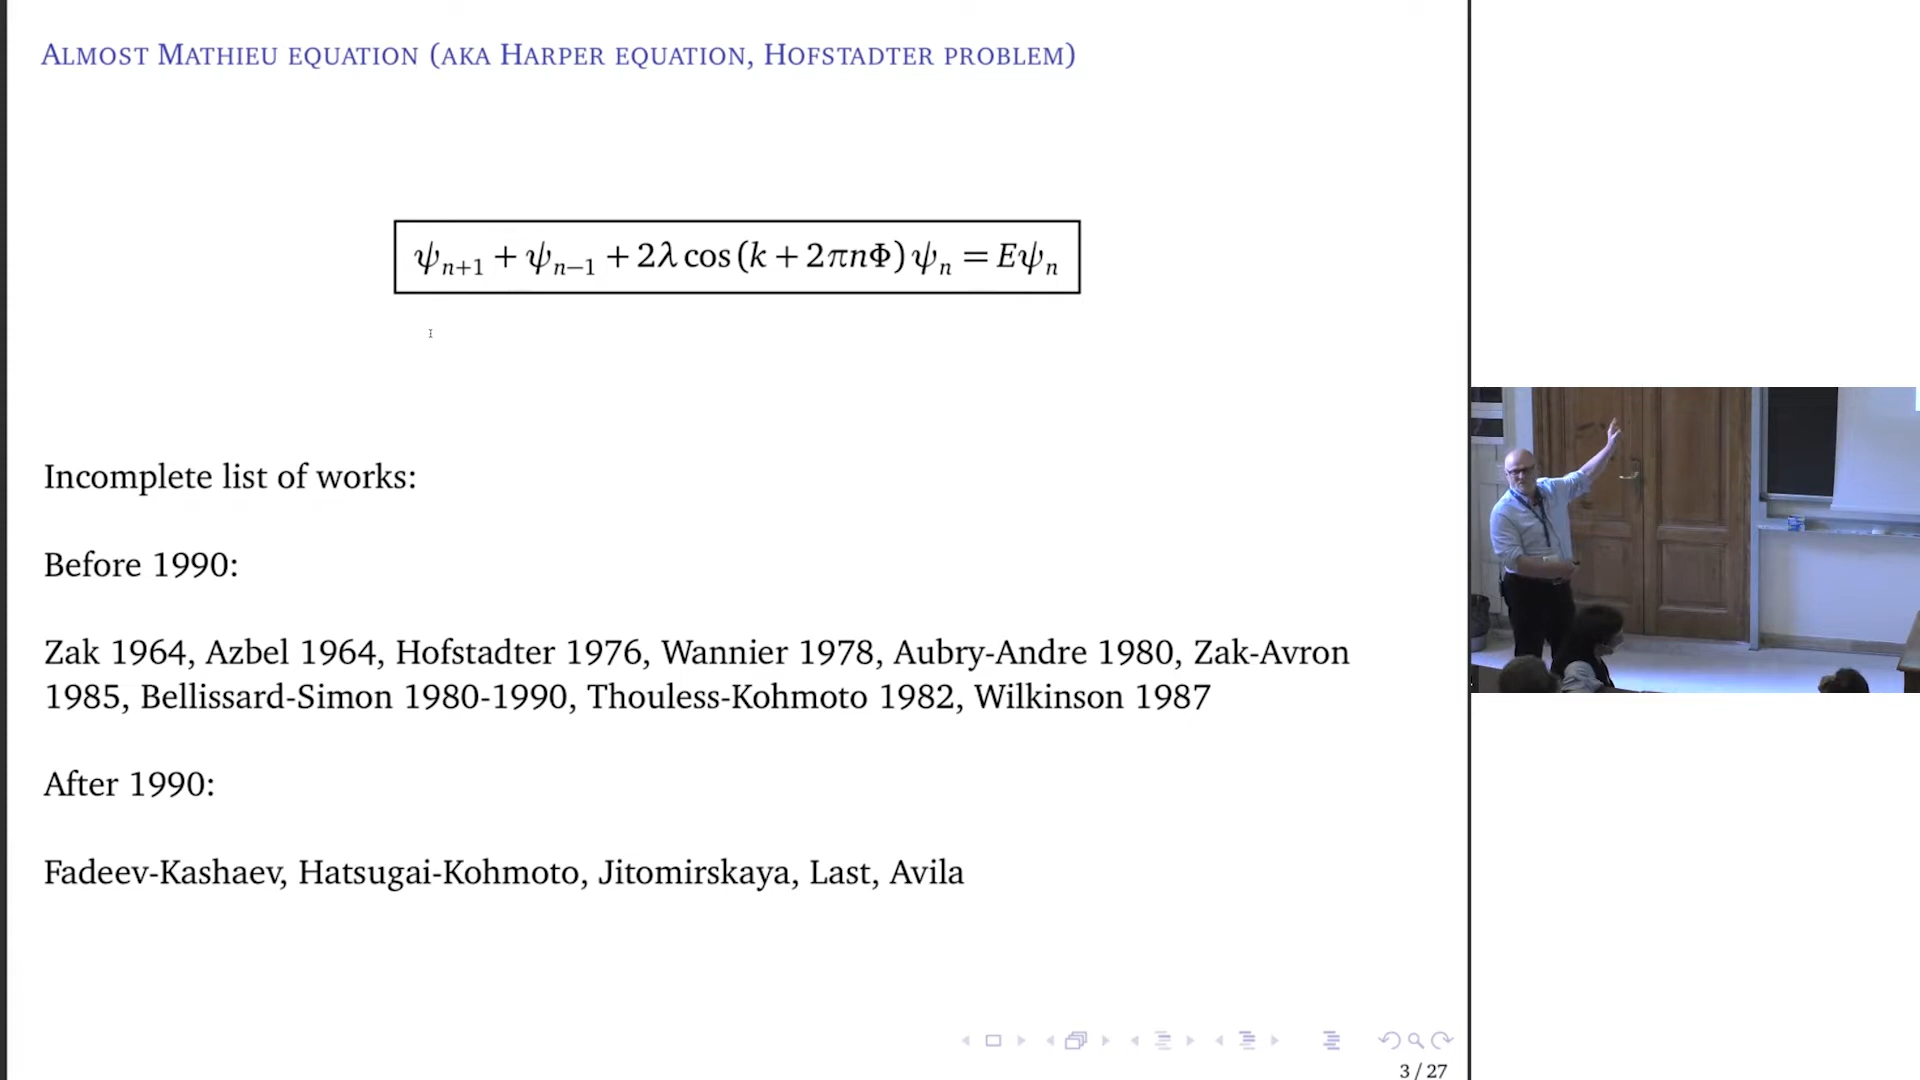 ALMOST MATHIEU EQUATION (AKA HARPER EQUATION, HOFSTADTER PROBLEM)
ψ_{n+1} + ψ_{n−1} + 2λ cos (k + 2πnΦ) ψ_n = Eψ_n
Incomplete list of works:
Before 1990:
Zak 1964, Azbel 1964, Hofstadter 1976, Wannier 1978, Aubry-Andre 1980, Zak-Avron
1985, Bellissard-Simon 1980-1990, Thouless-Kohmoto 1982, Wilkinson 1987
After 1990:
Fadeev-Kashaev, Hatsugai-Kohmoto, Jitomirskaya, Last, Avila
3 / 27